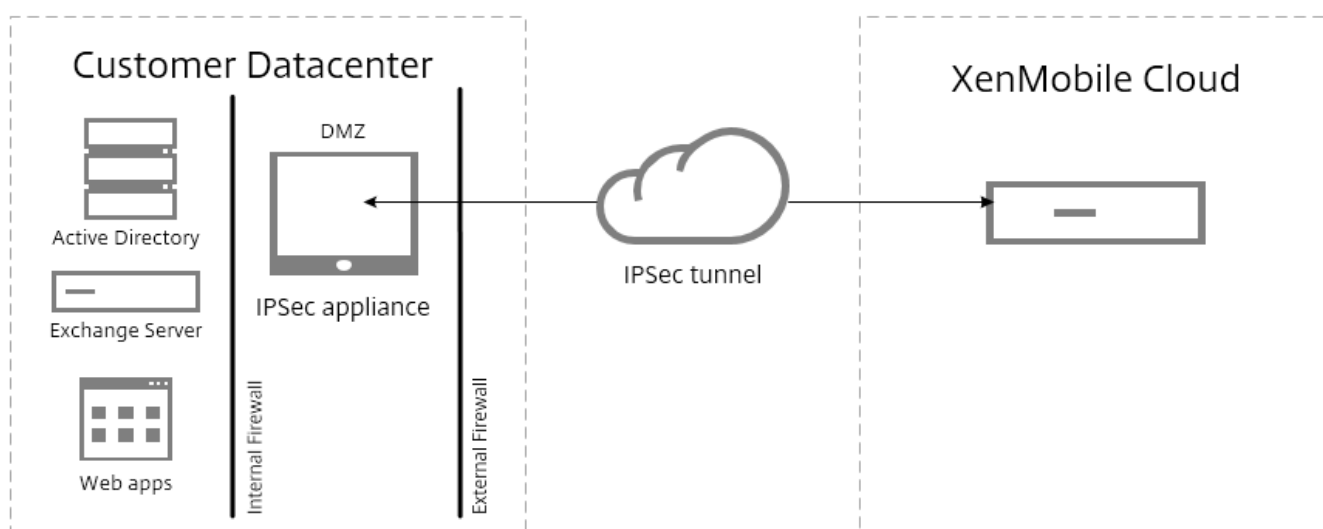 Customer Datacenter
XenMobile Cloud
DMZ
Active Directory
IPSec appliance
IPSec tunnel
Exchange Server
Internal Firewall
External Firewall
Web apps